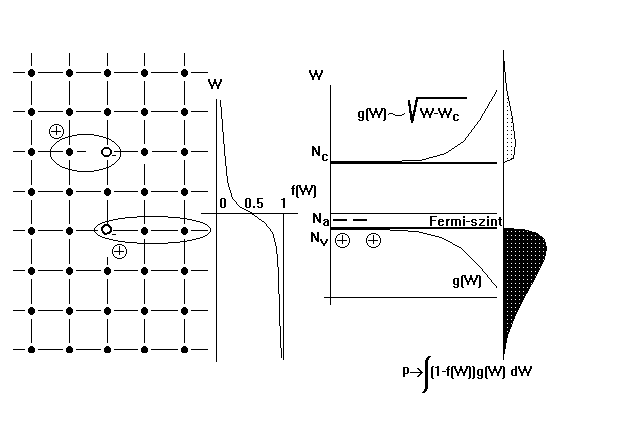 W
0 0.5 1
f(W)
W
g(W)~√W-Wc
Nc
Na
Fermi-szint
Nv
g(W)
p→∫(1-f(W))g(W) dW